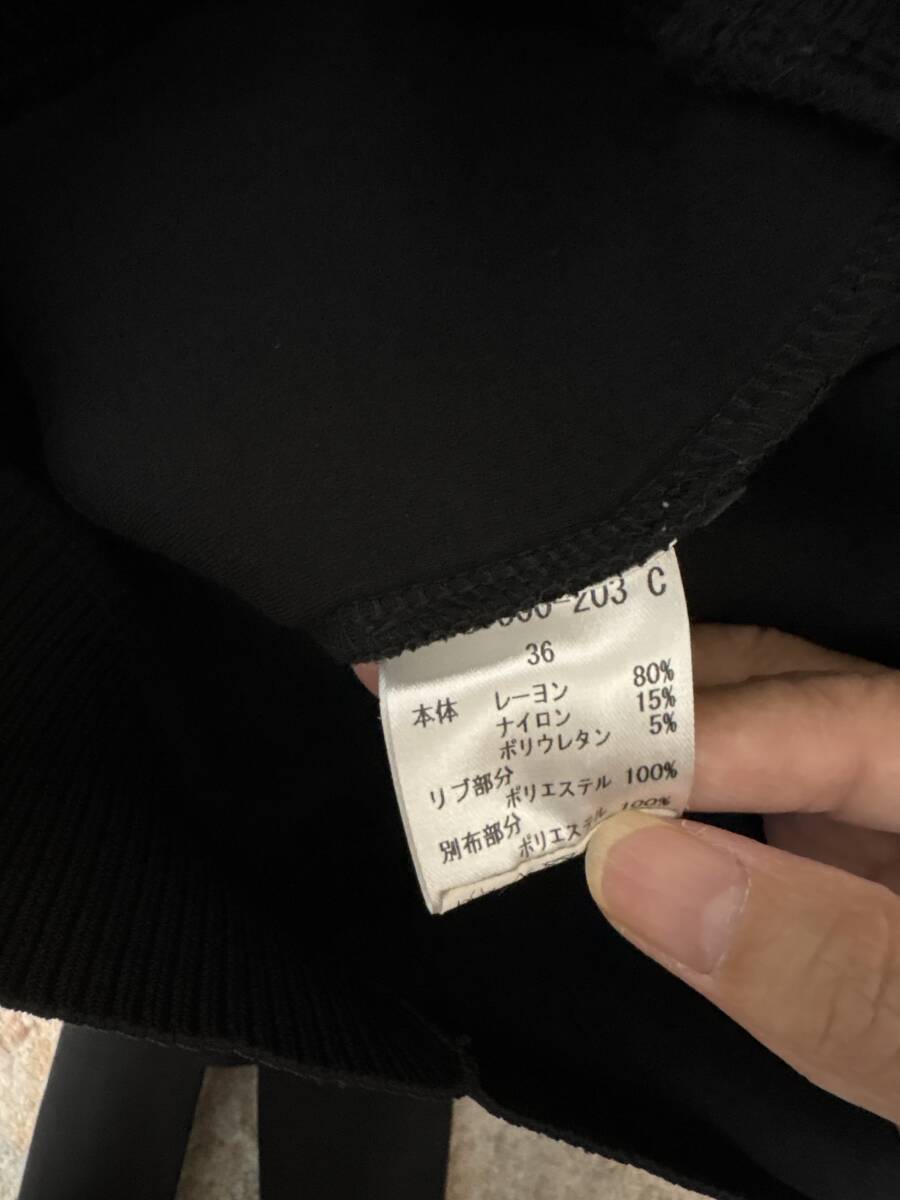 -203 C
36
本体 レーヨン 80%
ナイロン 15%
ポリウレタン 5%
リブ部分
ポリエステル 100%
別布部分
ポリエステル 100%